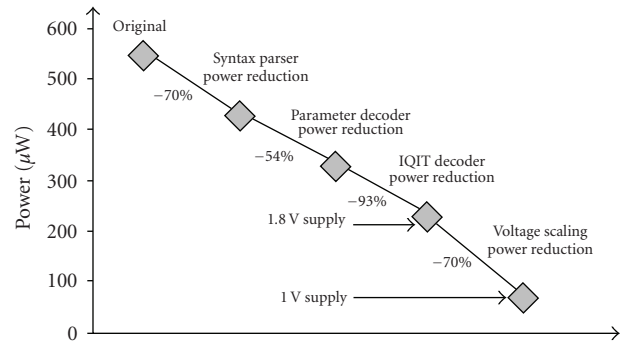 600
500
400
300
200
100
0
Power (μW)
Original
Syntax parser
power reduction
−70%
Parameter decoder
power reduction
−54%
IQIT decoder
power reduction
−93%
1.8 V supply
Voltage scaling
power reduction
−70%
1 V supply